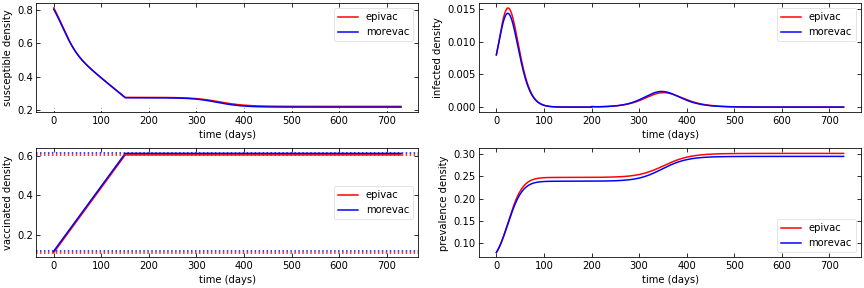 susceptible density
0.8
0.6
0.4
0.2
epivac
morevac
0 100 200 300 400 500 600 700
time (days)
infected density
0.015
0.010
0.005
0.000
epivac
morevac
0 100 200 300 400 500 600 700
time (days)
vaccinated density
0.6
0.4
0.2
epivac
morevac
0 100 200 300 400 500 600 700
time (days)
prevalence density
0.30
0.25
0.20
0.15
0.10
epivac
morevac
0 100 200 300 400 500 600 700
time (days)